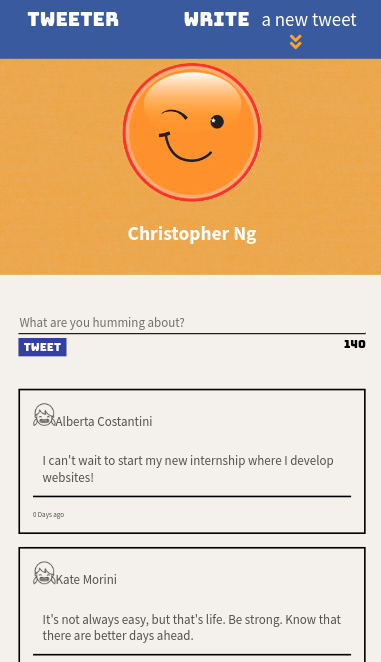 TWEETER
WRITE a new tweet
Christopher Ng
What are you humming about?
TWEET
140
Alberta Costantini
I can't wait to start my new internship where I develop
websites!
0 Days ago
Kate Morini
It's not always easy, but that's life. Be strong. Know that
there are better days ahead.